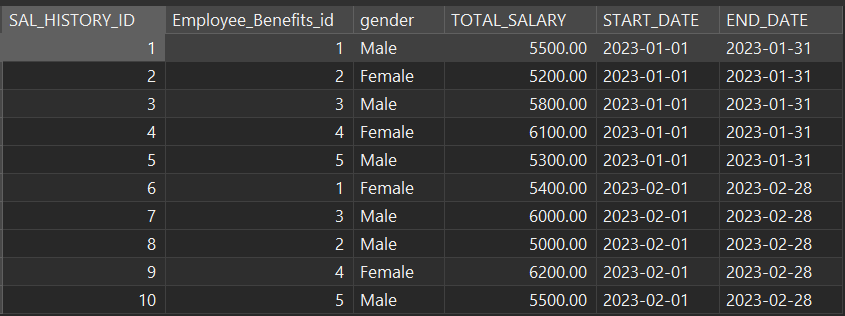 SAL_HISTORY_ID Employee_Benefits_id gender TOTAL_SALARY START_DATE END_DATE
1 1 Male 5500.00 2023-01-01 2023-01-31
2 2 Female 5200.00 2023-01-01 2023-01-31
3 3 Male 5800.00 2023-01-01 2023-01-31
4 4 Female 6100.00 2023-01-01 2023-01-31
5 5 Male 5300.00 2023-01-01 2023-01-31
6 1 Female 5400.00 2023-02-01 2023-02-28
7 3 Male 6000.00 2023-02-01 2023-02-28
8 2 Male 5000.00 2023-02-01 2023-02-28
9 4 Female 6200.00 2023-02-01 2023-02-28
10 5 Male 5500.00 2023-02-01 2023-02-28